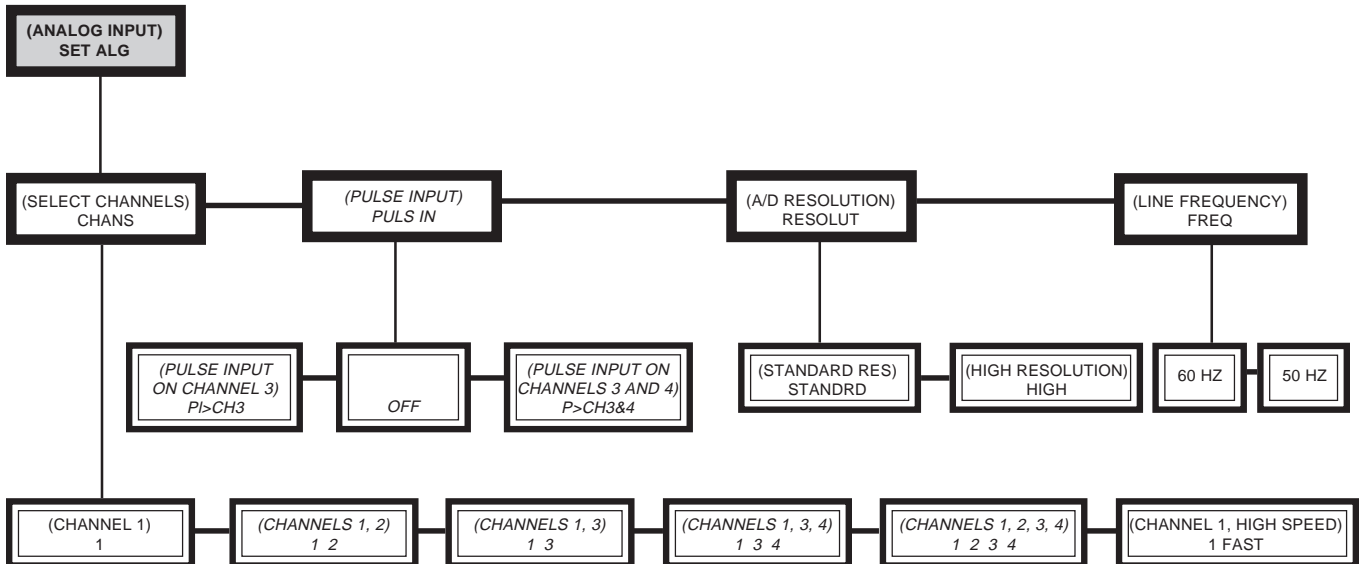 (ANALOG INPUT)
SET ALG
(SELECT CHANNELS)
CHANS
(PULSE INPUT)
PULS IN
(A/D RESOLUTION)
RESOLUT
(LINE FREQUENCY)
FREQ
(PULSE INPUT
ON CHANNEL 3)
PI>CH3
OFF
(PULSE INPUT ON
CHANNELS 3 AND 4)
P>CH3&4
(STANDARD RES)
STANDRD
(HIGH RESOLUTION)
HIGH
60 HZ
50 HZ
(CHANNEL 1)
1
(CHANNELS 1, 2)
1 2
(CHANNELS 1, 3)
1 3
(CHANNELS 1, 3, 4)
1 3 4
(CHANNELS 1, 2, 3, 4)
1 2 3 4
(CHANNEL 1, HIGH SPEED)
1 FAST